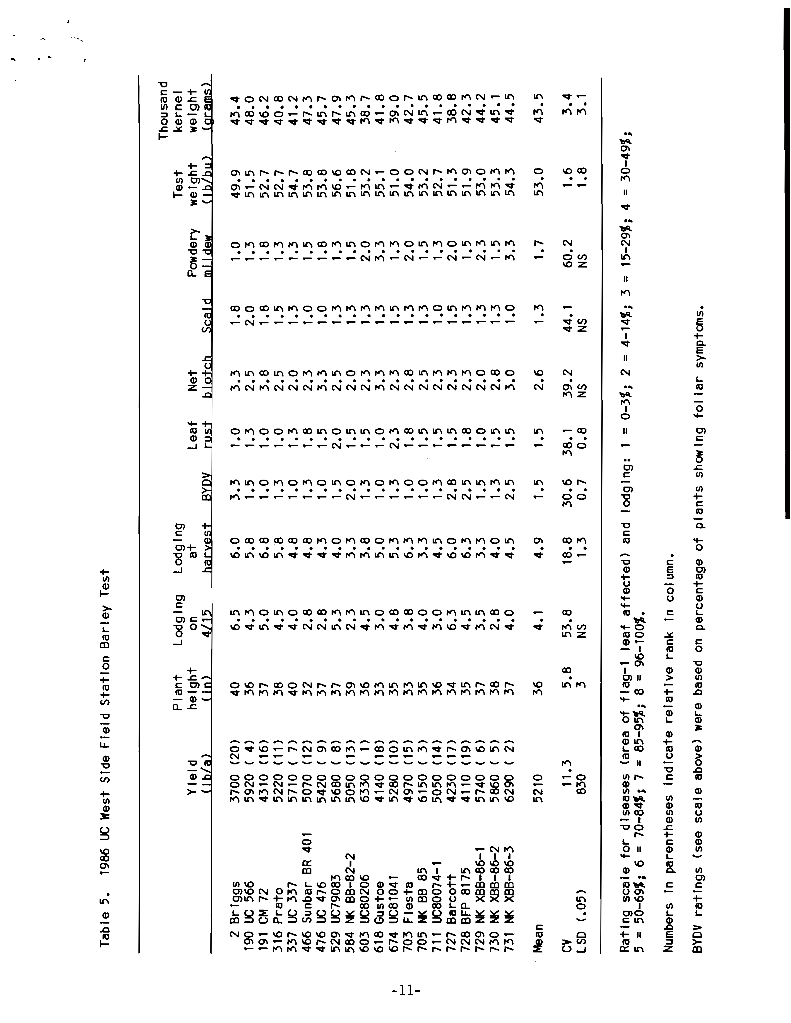 Table 5. 1986 UC West Side Field Station Barley Test
Thousand
Plant Lodging Lodging Leaf Net Powdery Test kernel
Yield height on at rust blotch Scald mildew weight weight
(lb/a) (in) 4/15 harvest BYDV (lb/bu) (grams)
2 Briggs 3700 (20) 40 6.5 6.0 3.3 1.0 3.3 1.8 1.0 49.9 43.4
190 UC 566 5920 ( 4) 36 4.3 5.8 1.5 1.3 2.5 2.0 1.3 51.5 48.0
191 CM 72 4310 (16) 37 5.0 6.8 1.0 1.0 3.8 1.8 1.8 52.7 46.2
316 Prato 5220 (11) 38 4.5 5.8 1.3 1.0 2.5 1.5 1.3 52.7 40.8
337 UC 337 5710 ( 7) 40 4.0 4.8 1.0 1.3 2.0 1.3 1.3 54.7 41.2
466 Sunbar BR 401 5070 (12) 32 2.8 4.8 1.3 1.8 2.3 1.0 1.5 53.8 47.3
476 UC 476 5420 ( 9) 37 2.8 4.3 1.0 1.5 3.3 1.0 1.8 53.8 45.7
529 UC79083 5680 ( 8) 37 5.3 4.0 1.5 2.0 2.5 1.3 1.3 56.6 47.9
584 NK BB-82-2 5050 (13) 39 2.3 3.3 2.0 1.5 2.0 1.3 1.5 51.8 45.3
603 UC80206 6330 ( 1) 36 4.5 3.8 1.3 1.5 2.3 1.3 2.0 53.2 38.7
618 Gustoe 4140 (18) 33 3.0 5.0 1.0 1.0 3.3 1.3 3.3 55.1 41.8
674 UC81041 5280 (10) 35 4.8 5.3 1.3 2.3 2.3 1.5 1.3 51.0 39.0
703 Fiesta 4970 (15) 33 3.8 6.3 1.0 1.8 2.8 1.3 2.0 54.0 42.7
705 NK BB 85 6150 ( 3) 35 4.0 3.3 1.0 1.5 2.5 1.3 1.5 53.2 45.5
711 UC80074-1 5050 (14) 36 3.0 4.5 1.3 1.5 2.3 1.0 1.3 52.7 41.8
727 Barcott 4230 (17) 34 6.3 6.0 2.8 1.5 2.3 1.5 2.0 51.3 38.8
728 BFP 8175 4110 (19) 35 4.5 6.3 2.5 1.8 2.3 1.3 1.5 51.9 42.3
729 NK XBB-86-1 5740 ( 6) 37 3.5 3.3 1.5 1.0 2.0 1.3 2.3 53.0 44.2
730 NK XBB-86-2 5860 ( 5) 38 2.8 4.0 1.3 1.5 2.8 1.3 1.5 53.3 45.1
731 NK XBB-86-3 6290 ( 2) 37 4.0 4.5 2.5 1.5 3.0 1.0 3.3 54.3 44.5
Mean 5210 36 4.1 4.9 1.5 1.5 2.6 1.3 1.7 53.0 43.5
CV 11.3 5.8 53.8 18.8 30.6 38.1 39.2 44.1 60.2 1.6 3.4
LSD (.05) 830 3 NS 1.3 0.7 0.8 NS NS NS 1.8 3.1
Rating scale for diseases (area of flag-1 leaf affected) and lodging: 1 = 0-3%; 2 = 4-14%; 3 = 15-29%; 4 = 30-49%;
5 = 50-69%; 6 = 70-84%; 7 = 85-95%; 8 = 96-100%.
Numbers in parentheses indicate relative rank in column.
BYDV ratings (see scale above) were based on percentage of plants showing foliar symptoms.
-11-